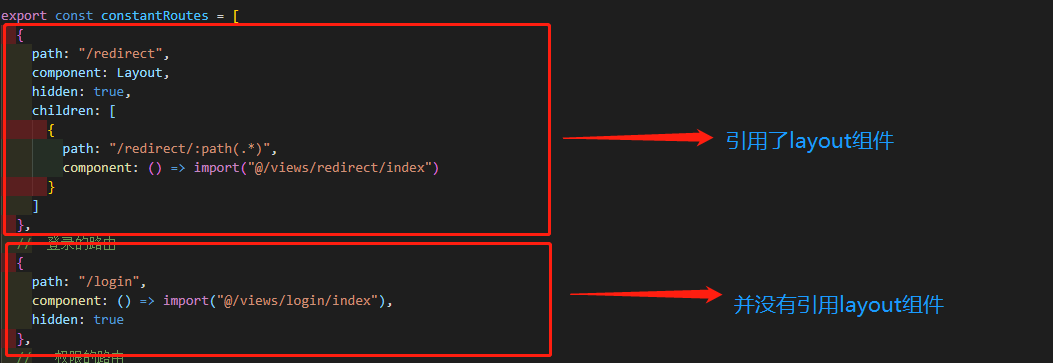 export const constantRoutes = [
{
path: "/redirect",
component: Layout,
hidden: true,
children: [
{
path: "/redirect/:path(.*)",
component: () => import("@/views/redirect/index")
}
]
},
引用了layout组件
// 登录的路由
{
path: "/login",
component: () => import("@/views/login/index"),
hidden: true
},
并没有引用layout组件
// 权限的路由